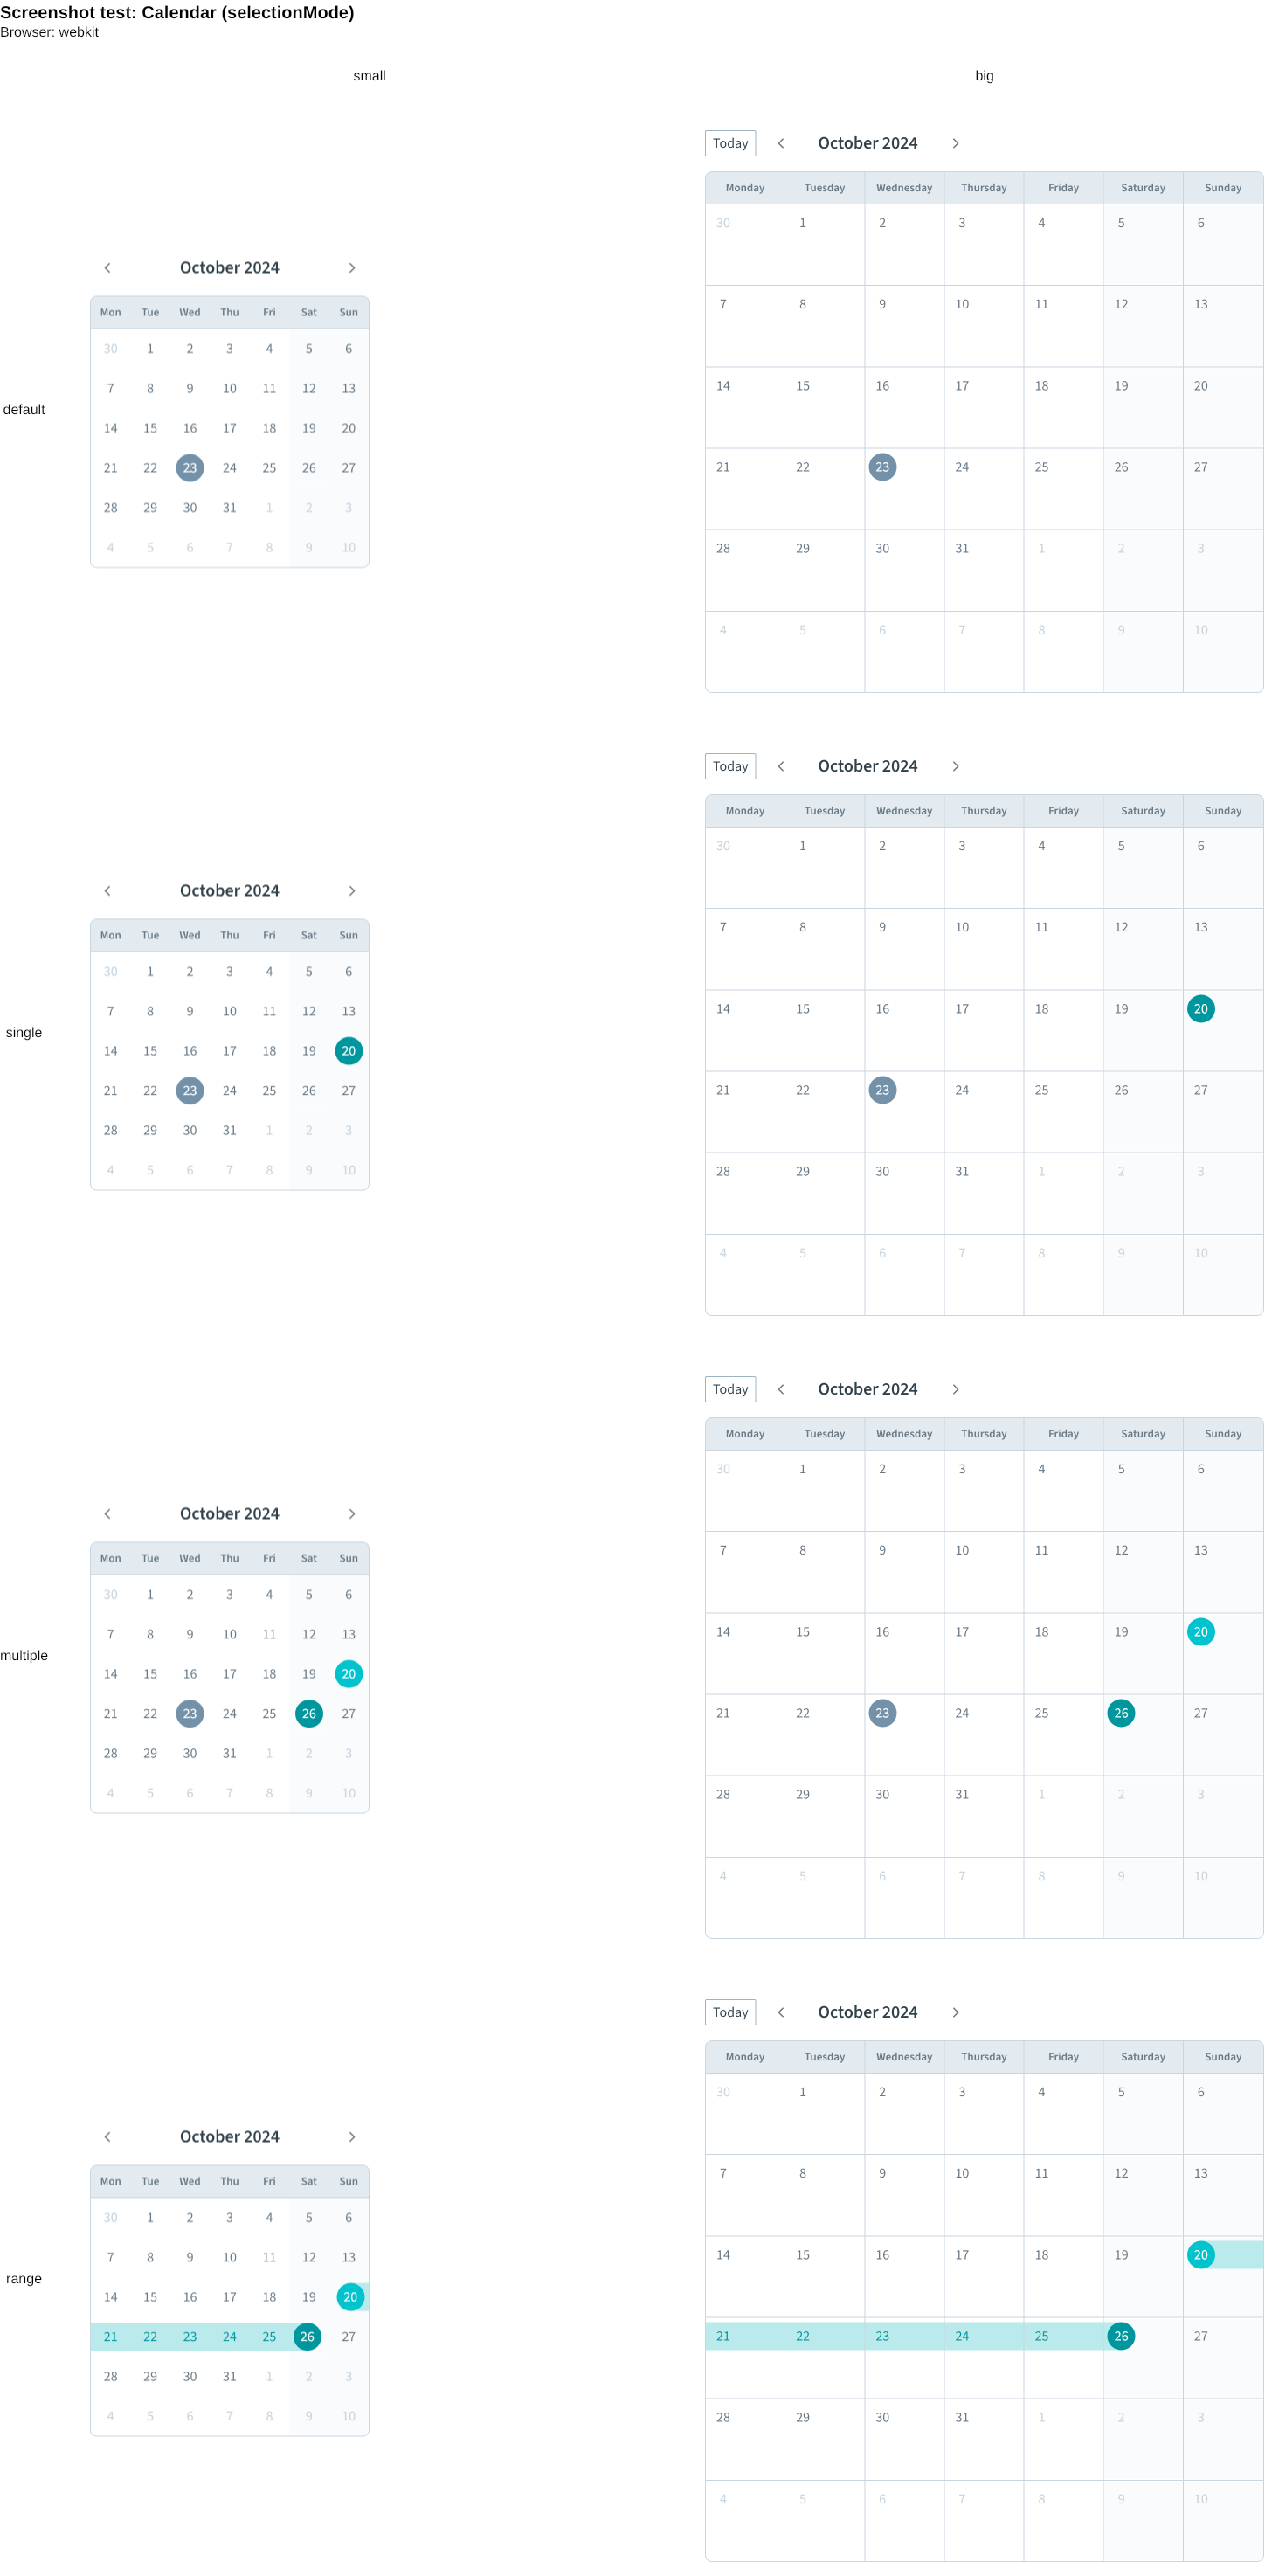 Screenshot test: Calendar (selectionMode)
Browser: webkit
small big
default
October 2024
Mon Tue Wed Thu Fri Sat Sun
30 1 2 3 4 5 6
7 8 9 10 11 12 13
14 15 16 17 18 19 20
21 22 23 24 25 26 27
28 29 30 31 1 2 3
4 5 6 7 8 9 10
Today October 2024
Monday Tuesday Wednesday Thursday Friday Saturday Sunday
30 1 2 3 4 5 6
7 8 9 10 11 12 13
14 15 16 17 18 19 20
21 22 23 24 25 26 27
28 29 30 31 1 2 3
4 5 6 7 8 9 10
single
October 2024
Mon Tue Wed Thu Fri Sat Sun
30 1 2 3 4 5 6
7 8 9 10 11 12 13
14 15 16 17 18 19 20
21 22 23 24 25 26 27
28 29 30 31 1 2 3
4 5 6 7 8 9 10
Today October 2024
Monday Tuesday Wednesday Thursday Friday Saturday Sunday
30 1 2 3 4 5 6
7 8 9 10 11 12 13
14 15 16 17 18 19 20
21 22 23 24 25 26 27
28 29 30 31 1 2 3
4 5 6 7 8 9 10
multiple
October 2024
Mon Tue Wed Thu Fri Sat Sun
30 1 2 3 4 5 6
7 8 9 10 11 12 13
14 15 16 17 18 19 20
21 22 23 24 25 26 27
28 29 30 31 1 2 3
4 5 6 7 8 9 10
Today October 2024
Monday Tuesday Wednesday Thursday Friday Saturday Sunday
30 1 2 3 4 5 6
7 8 9 10 11 12 13
14 15 16 17 18 19 20
21 22 23 24 25 26 27
28 29 30 31 1 2 3
4 5 6 7 8 9 10
range
October 2024
Mon Tue Wed Thu Fri Sat Sun
30 1 2 3 4 5 6
7 8 9 10 11 12 13
14 15 16 17 18 19 20
21 22 23 24 25 26 27
28 29 30 31 1 2 3
4 5 6 7 8 9 10
Today October 2024
Monday Tuesday Wednesday Thursday Friday Saturday Sunday
30 1 2 3 4 5 6
7 8 9 10 11 12 13
14 15 16 17 18 19 20
21 22 23 24 25 26 27
28 29 30 31 1 2 3
4 5 6 7 8 9 10